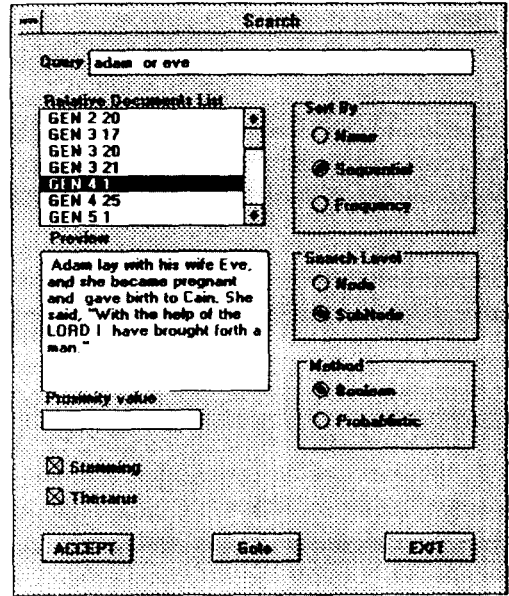 Search
Query adam or eve
Relative Documents List
GEN 2 20
GEN 3 17
GEN 3 20
GEN 3 21
GEN 4 1
GEN 4 25
GEN 5 1
Preview
Adam lay with his wife Eve,
and she became pregnant
and gave birth to Cain. She
said, "With the help of the
LORD I have brought forth a
man."
Proximity value
Stemming
Thesarus
Sort By
Name
Sequential
Frequency
Search Level
Node
SubNode
Method
Boolean
Probablistic
ACCEPT
Goto
EXIT